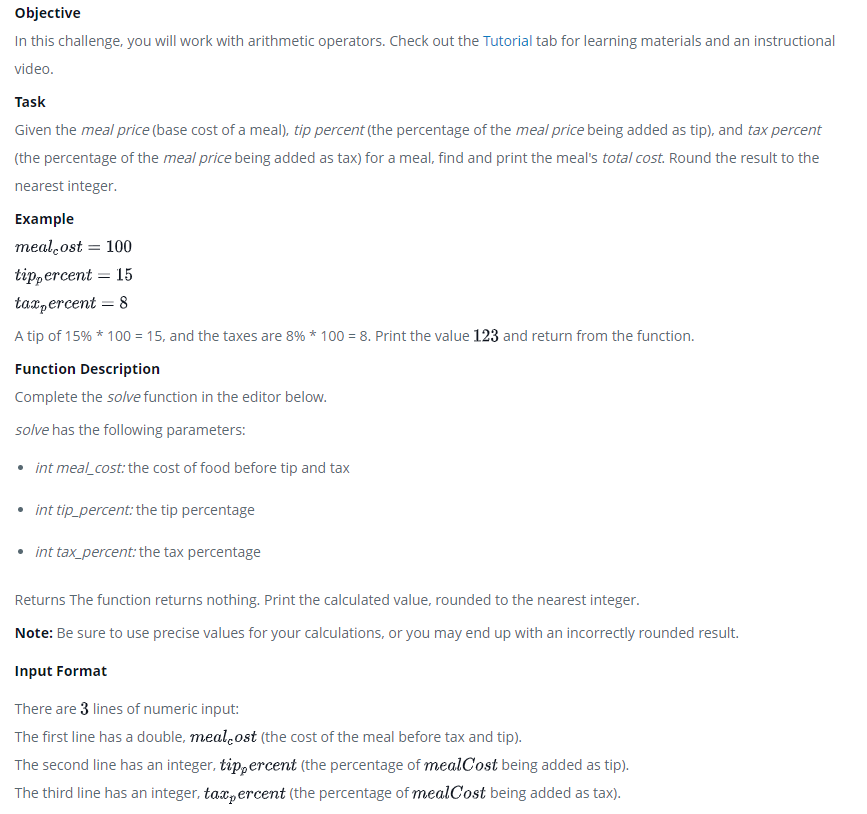 Objective
In this challenge, you will work with arithmetic operators. Check out the Tutorial tab for learning materials and an instructional
video.
Task
Given the meal price (base cost of a meal), tip percent (the percentage of the meal price being added as tip), and tax percent
(the percentage of the meal price being added as tax) for a meal, find and print the meal's total cost. Round the result to the
nearest integer.
Example
meal_cost = 100
tip_percent = 15
tax_percent = 8
A tip of 15% * 100 = 15, and the taxes are 8% * 100 = 8. Print the value 123 and return from the function.
Function Description
Complete the solve function in the editor below.
solve has the following parameters:
• int meal_cost: the cost of food before tip and tax
• int tip_percent: the tip percentage
• int tax_percent: the tax percentage
Returns The function returns nothing. Print the calculated value, rounded to the nearest integer.
Note: Be sure to use precise values for your calculations, or you may end up with an incorrectly rounded result.
Input Format
There are 3 lines of numeric input:
The first line has a double, meal_cost (the cost of the meal before tax and tip).
The second line has an integer, tip_percent (the percentage of mealCost being added as tip).
The third line has an integer, tax_percent (the percentage of mealCost being added as tax).